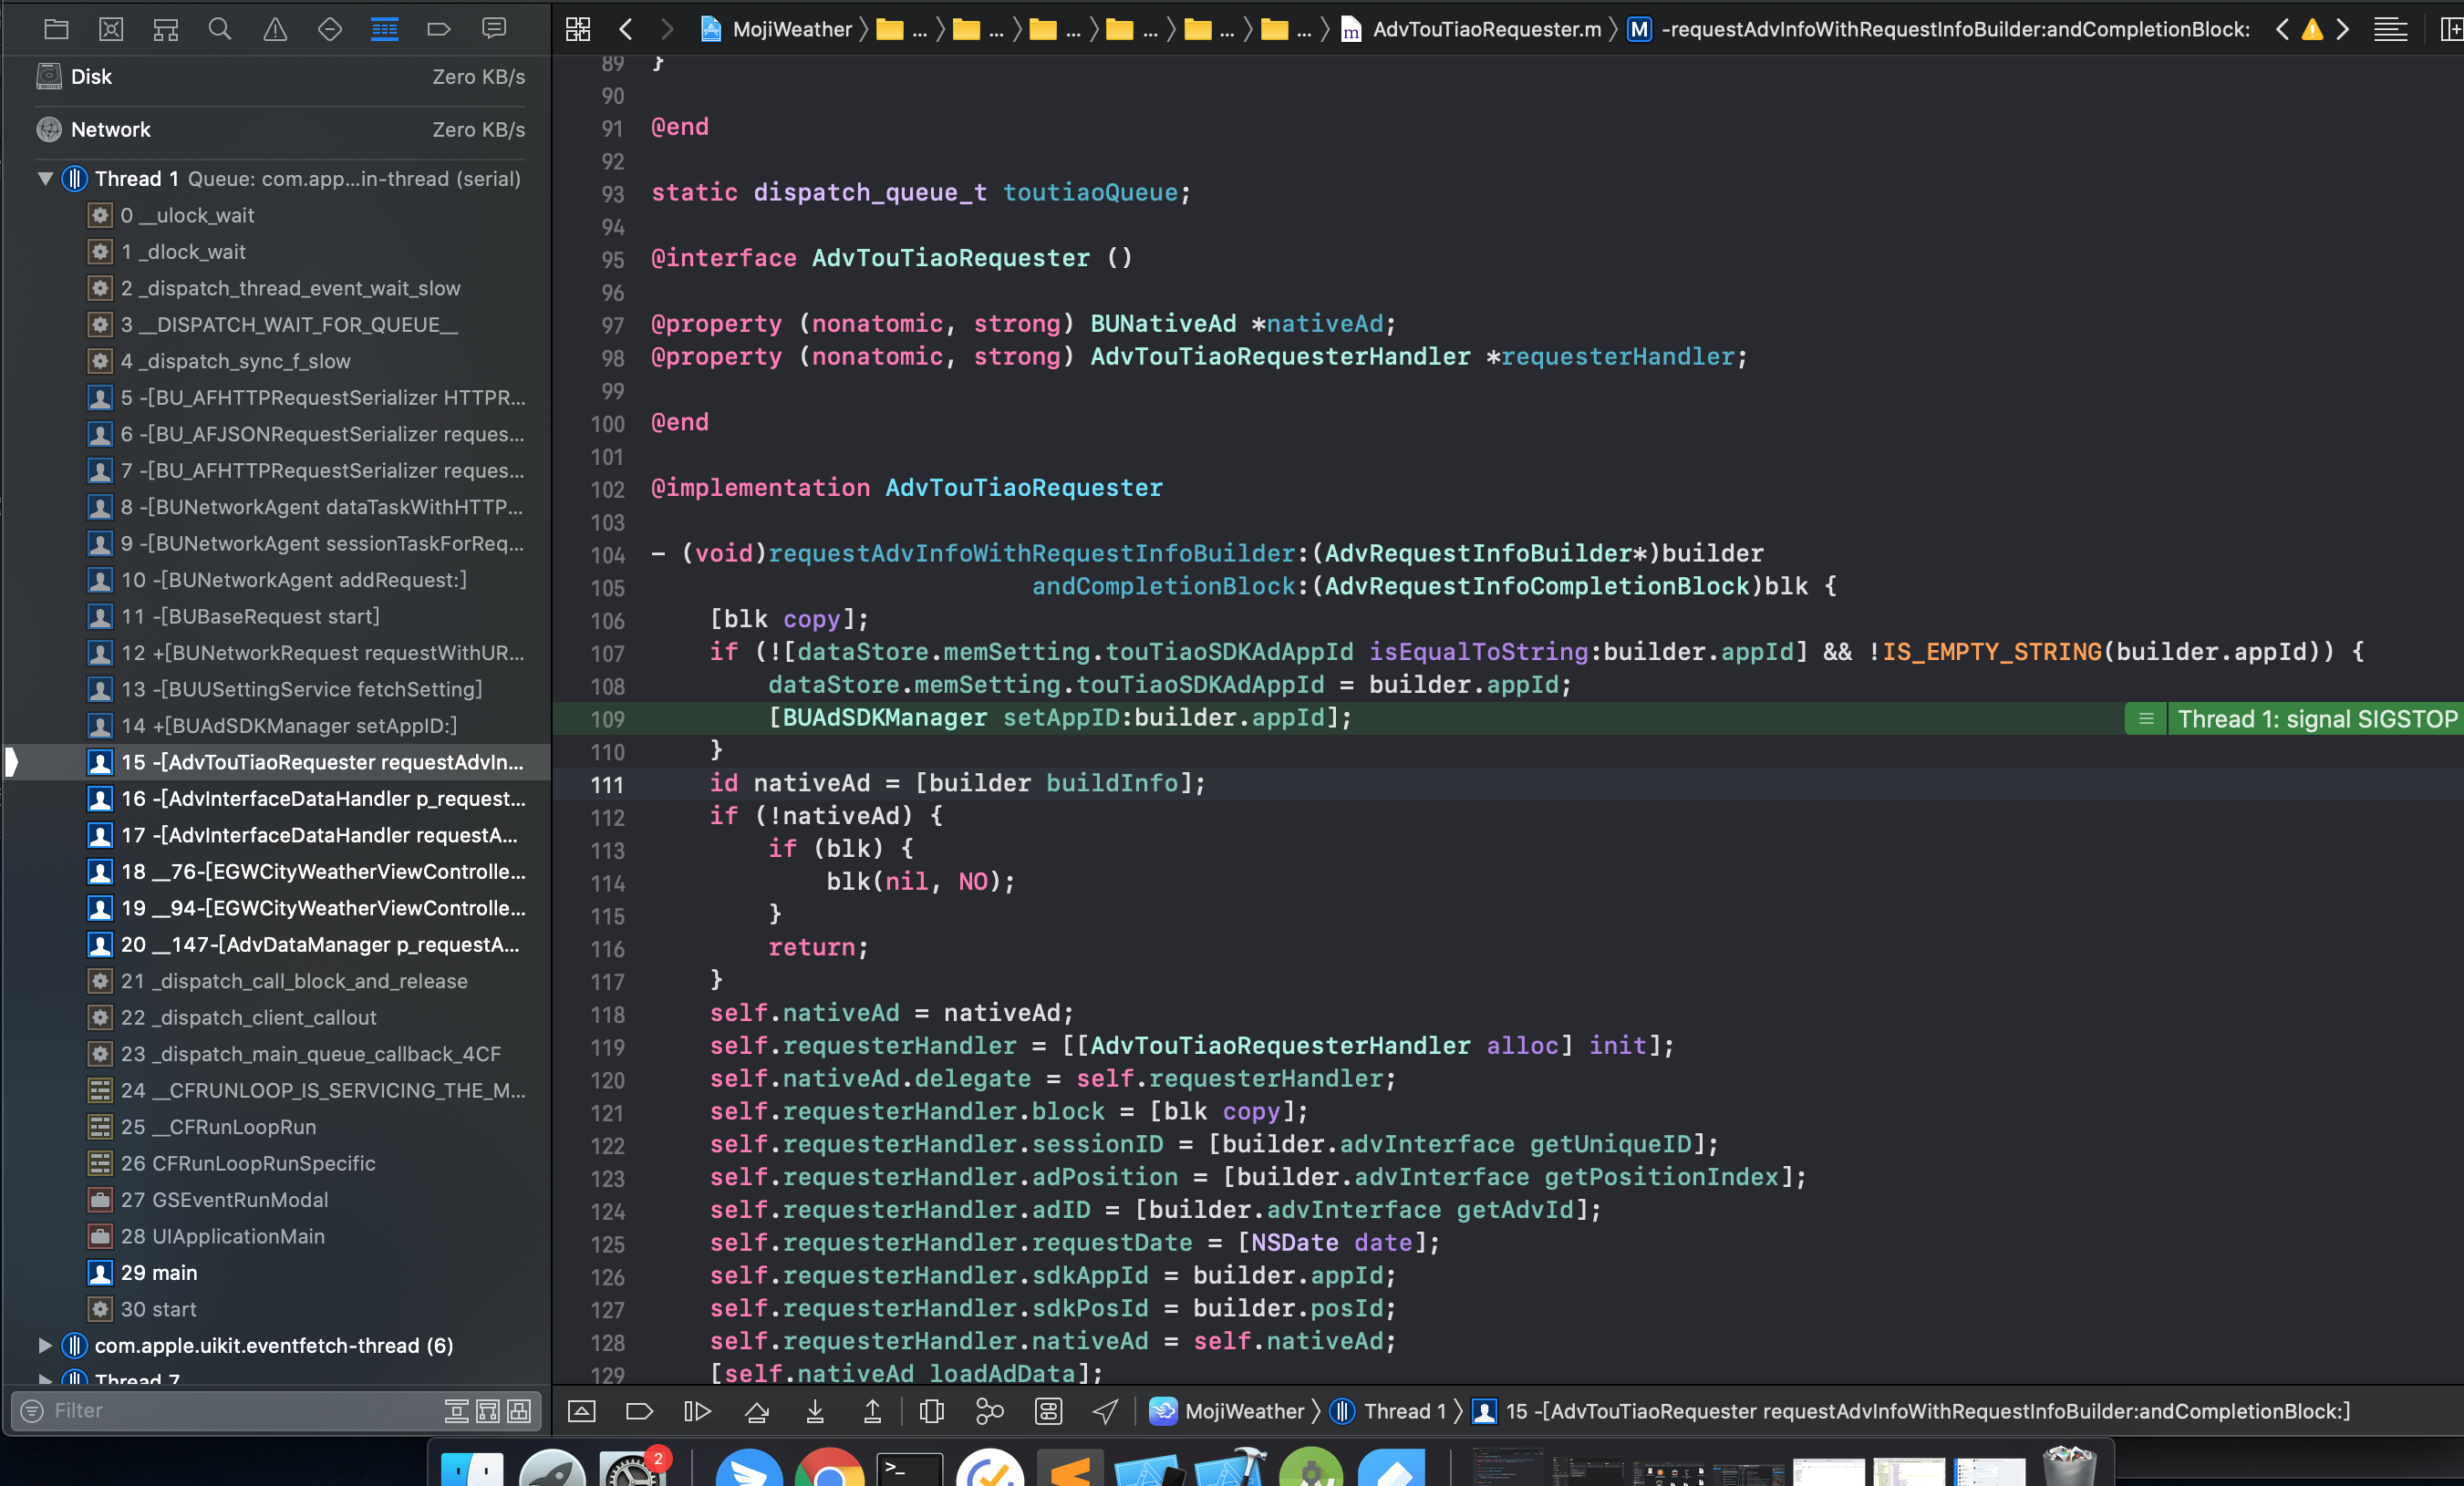 MojiWeather ... ... ... ... ... ... m AdvTouTiaoRequester.m M -requestAdvInfoWithRequestInfoBuilder:andCompletionBlock:
Disk Zero KB/s
Network Zero KB/s
Thread 1 Queue: com.app...in-thread (serial)
0 __ulock_wait
1 _dlock_wait
2 _dispatch_thread_event_wait_slow
3 __DISPATCH_WAIT_FOR_QUEUE__
4 _dispatch_sync_f_slow
5 -[BU_AFHTTPRequestSerializer HTTPR...
6 -[BU_AFJSONRequestSerializer reques...
7 -[BU_AFHTTPRequestSerializer reques...
8 -[BUNetworkAgent dataTaskWithHTTP...
9 -[BUNetworkAgent sessionTaskForReq...
10 -[BUNetworkAgent addRequest:]
11 -[BUBaseRequest start]
12 +[BUNetworkRequest requestWithUR...
13 -[BUUSettingService fetchSetting]
14 +[BUAdSDKManager setAppID:]
15 -[AdvTouTiaoRequester requestAdvIn...
16 -[AdvInterfaceDataHandler p_request...
17 -[AdvInterfaceDataHandler requestA...
18 __76-[EGWCityWeatherViewControlle...
19 __94-[EGWCityWeatherViewControlle...
20 __147-[AdvDataManager p_requestA...
21 _dispatch_call_block_and_release
22 _dispatch_client_callout
23 _dispatch_main_queue_callback_4CF
24 __CFRUNLOOP_IS_SERVICING_THE_M...
25 __CFRunLoopRun
26 CFRunLoopRunSpecific
27 GSEventRunModal
28 UIApplicationMain
29 main
30 start
com.apple.uikit.eventfetch-thread (6)
Thread 7
Filter
89 }
90
91 @end
92
93 static dispatch_queue_t toutiaoQueue;
94
95 @interface AdvTouTiaoRequester ()
96
97 @property (nonatomic, strong) BUNativeAd *nativeAd;
98 @property (nonatomic, strong) AdvTouTiaoRequesterHandler *requesterHandler;
99
100 @end
101
102 @implementation AdvTouTiaoRequester
103
104 - (void)requestAdvInfoWithRequestInfoBuilder:(AdvRequestInfoBuilder*)builder
105 andCompletionBlock:(AdvRequestInfoCompletionBlock)blk {
106 [blk copy];
107 if (![dataStore.memSetting.touTiaoSDKAdAppId isEqualToString:builder.appId] && !IS_EMPTY_STRING(builder.appId)) {
108 dataStore.memSetting.touTiaoSDKAdAppId = builder.appId;
109 [BUAdSDKManager setAppID:builder.appId]; Thread 1: signal SIGSTOP
110 }
111 id nativeAd = [builder buildInfo];
112 if (!nativeAd) {
113 if (blk) {
114 blk(nil, NO);
115 }
116 return;
117 }
118 self.nativeAd = nativeAd;
119 self.requesterHandler = [[AdvTouTiaoRequesterHandler alloc] init];
120 self.nativeAd.delegate = self.requesterHandler;
121 self.requesterHandler.block = [blk copy];
122 self.requesterHandler.sessionID = [builder.advInterface getUniqueID];
123 self.requesterHandler.adPosition = [builder.advInterface getPositionIndex];
124 self.requesterHandler.adID = [builder.advInterface getAdvId];
125 self.requesterHandler.requestDate = [NSDate date];
126 self.requesterHandler.sdkAppId = builder.appId;
127 self.requesterHandler.sdkPosId = builder.posId;
128 self.requesterHandler.nativeAd = self.nativeAd;
129 [self.nativeAd loadAdData];
MojiWeather Thread 1 15 -[AdvTouTiaoRequester requestAdvInfoWithRequestInfoBuilder:andCompletionBlock:]
2
>_